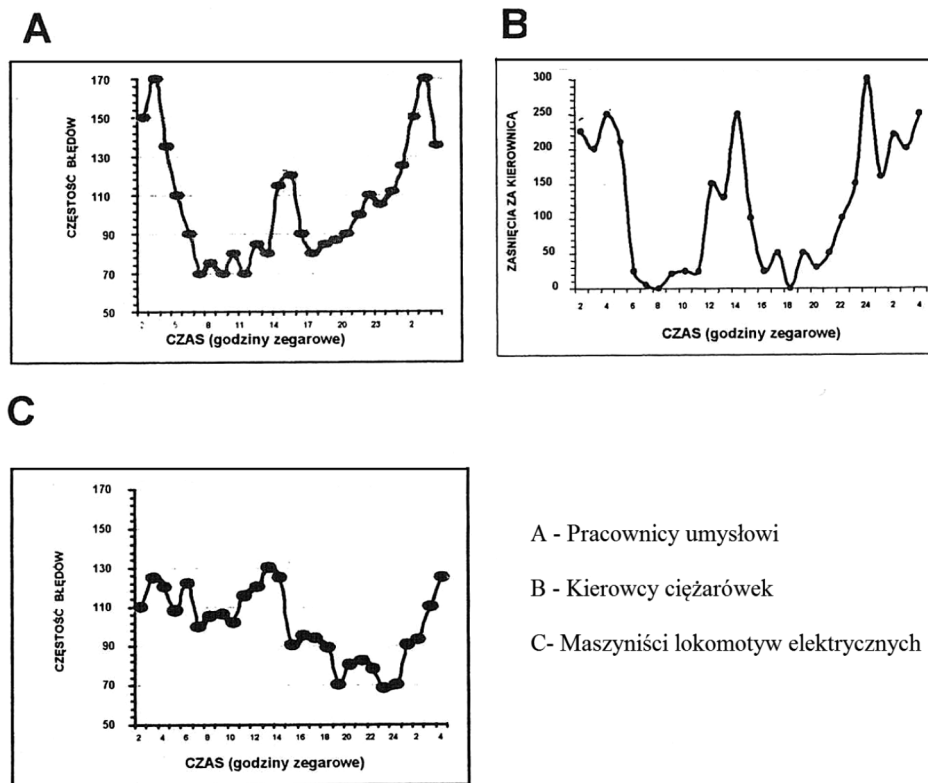 A
B
170
150
130
110
90
70
50
CZĘSTOŚĆ BŁĘDÓW
2 5 8 11 14 17 20 23 2
CZAS (godziny zegarowe)
300
250
200
150
100
50
0
ZAŚNIĘCIA ZA KIEROWNICĄ
2 4 6 8 10 12 14 16 18 20 22 24 2 4
CZAS (godziny zegarowe)
C
170
150
130
110
90
70
50
CZĘSTOŚĆ BŁĘDÓW
2 4 6 8 10 12 14 16 18 20 22 24 2 4
CZAS (godziny zegarowe)
A - Pracownicy umysłowi
B - Kierowcy ciężarówek
C- Maszyniści lokomotyw elektrycznych